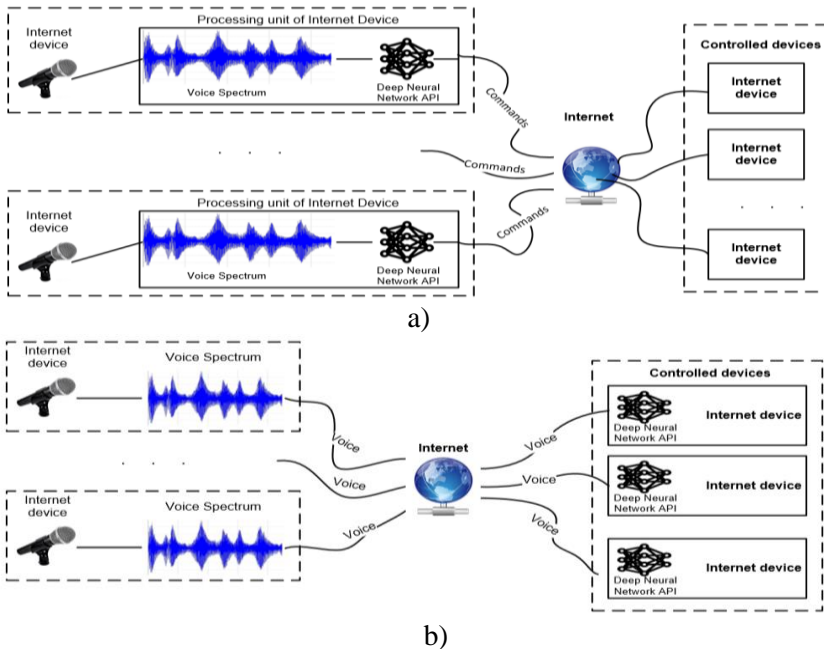 Processing unit of Internet Device
Internet
device
Voice Spectrum
Deep Neural
Network API
Commands
Internet
Controlled devices
Internet
device
Internet
device
. . .
Internet
device
. . .
Commands
Processing unit of Internet Device
Internet
device
Voice Spectrum
Deep Neural
Network API
Commands
a)
Internet
device
Voice Spectrum
Voice
. . .
Voice
Internet
device
Voice Spectrum
Voice
Internet
Voice
Voice
Voice
Controlled devices
Deep Neural
Network API
Internet device
Deep Neural
Network API
Internet device
Deep Neural
Network API
Internet device
b)